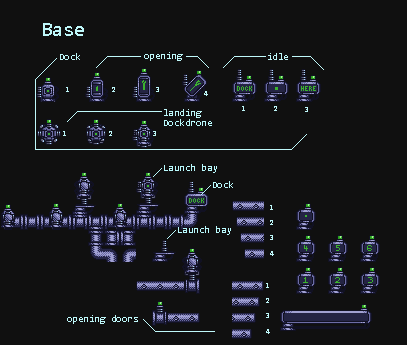 Base
Dock
opening
idle
1
2
3
4
DOCK
HERE
1
2
3
landing
Dockdrone
1
2
3
Launch bay
Dock
DOCK
Launch bay
1
2
3
4
4
5
6
1
2
3
1
2
3
4
opening doors